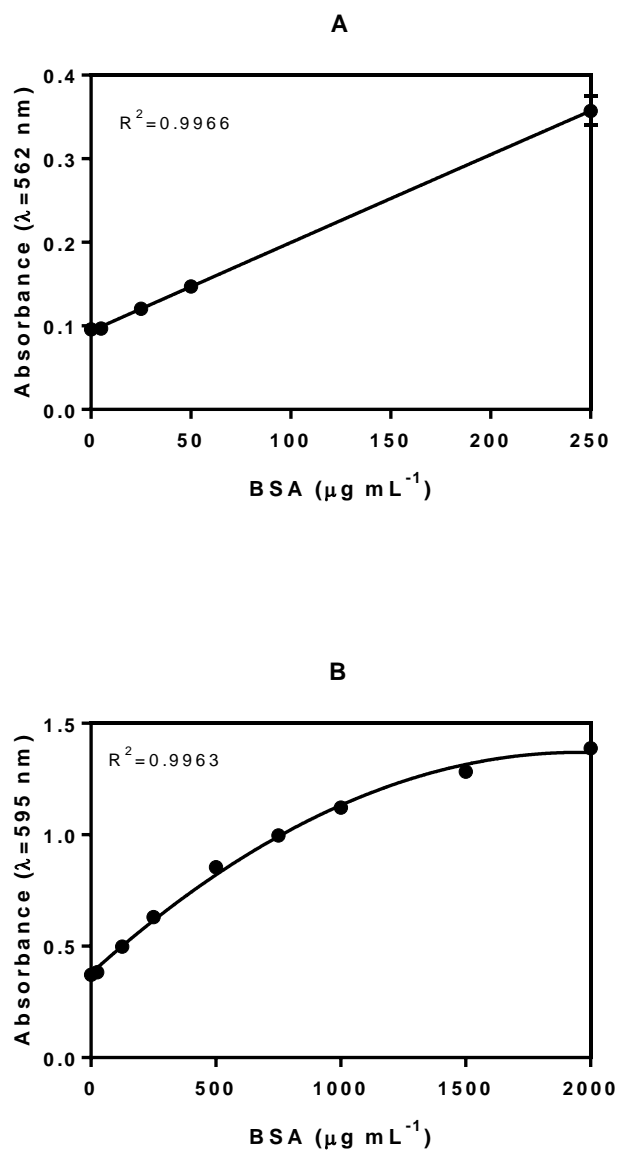 A
Absorbance (λ=562 nm)
0.4
0.3
0.2
0.1
0.0
R²=0.9966
0 50 100 150 200 250
BSA (μg mL⁻¹)
B
Absorbance (λ=595 nm)
1.5
1.0
0.5
0.0
R²=0.9963
0 500 1000 1500 2000
BSA (μg mL⁻¹)